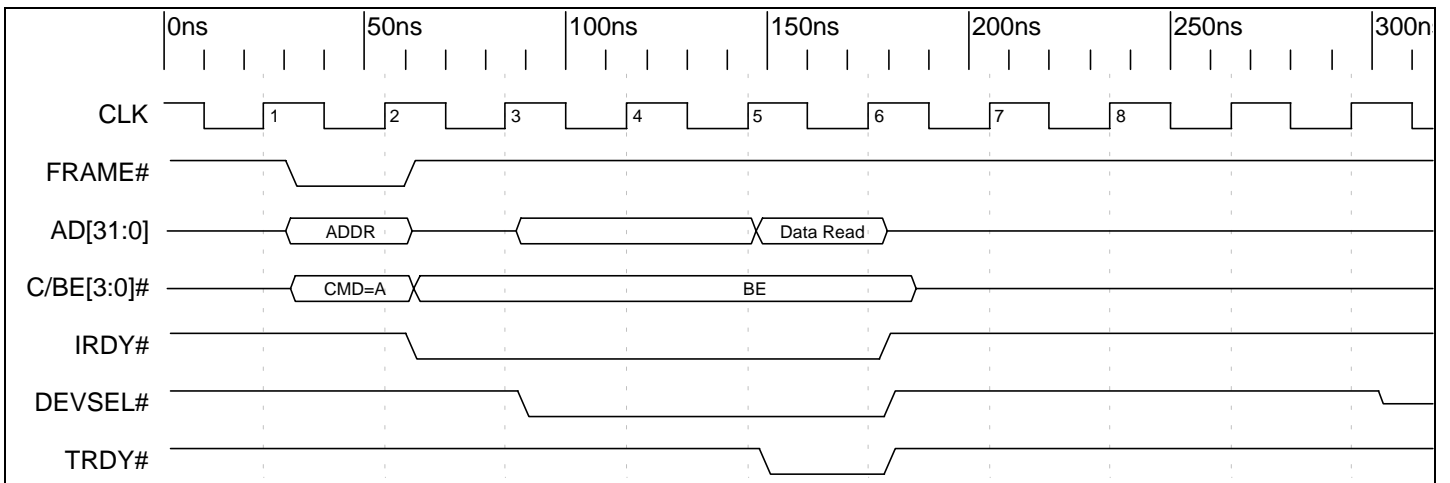 0ns 50ns 100ns 150ns 200ns 250ns 300n
CLK 1 2 3 4 5 6 7 8
FRAME#
AD[31:0] ADDR Data Read
C/BE[3:0]# CMD=A BE
IRDY#
DEVSEL#
TRDY#